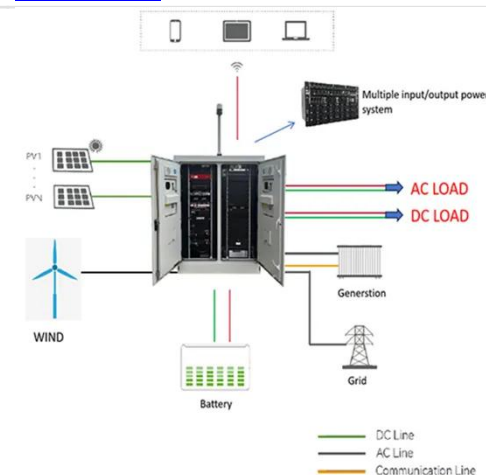 Multiple input/output powe
system
PV1
PVN
AC LOAD
DC LOAD
WIND
Generstion
Grid
Battery
DC Line
AC Line
Communication Line